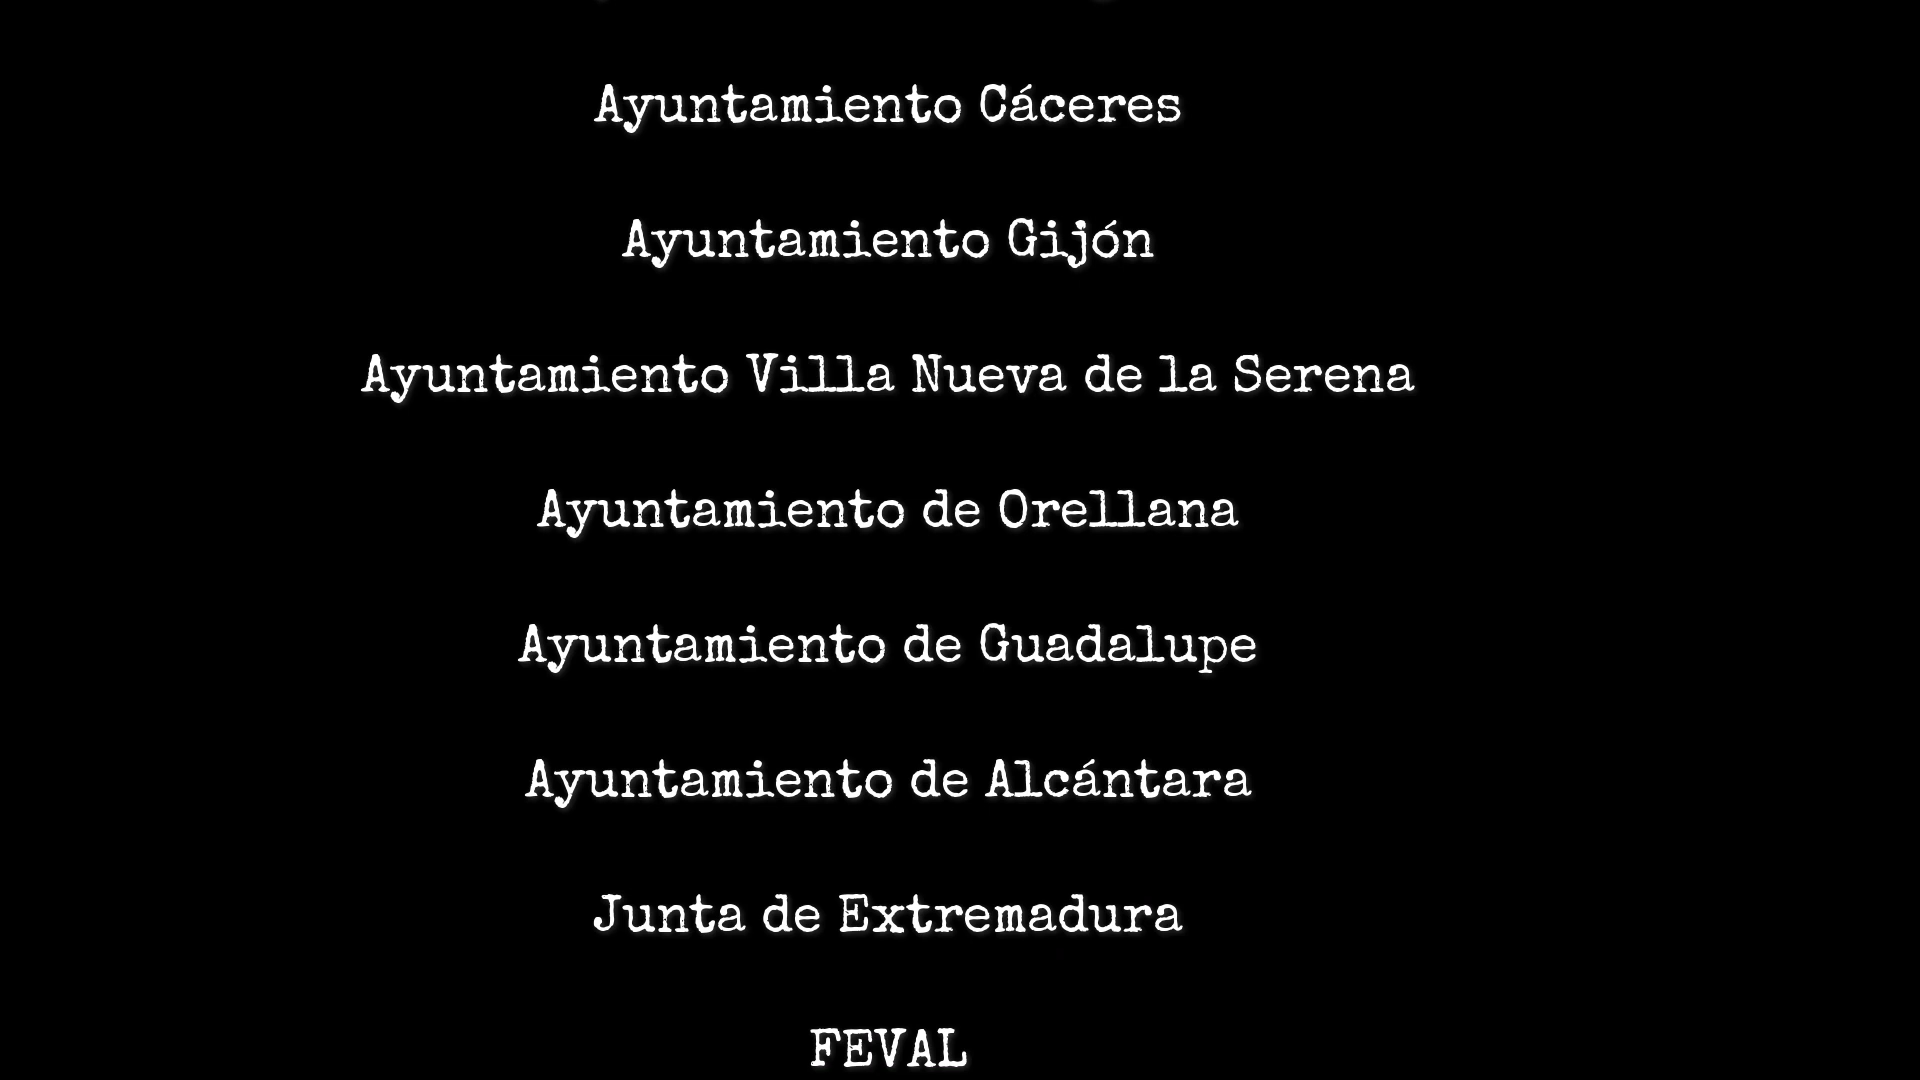 Ayuntamiento Cáceres
Ayuntamiento Gijón
Ayuntamiento Villa Nueva de la Serena
Ayuntamiento de Orellana
Ayuntamiento de Guadalupe
Ayuntamiento de Alcántara
Junta de Extremadura
FEVAL